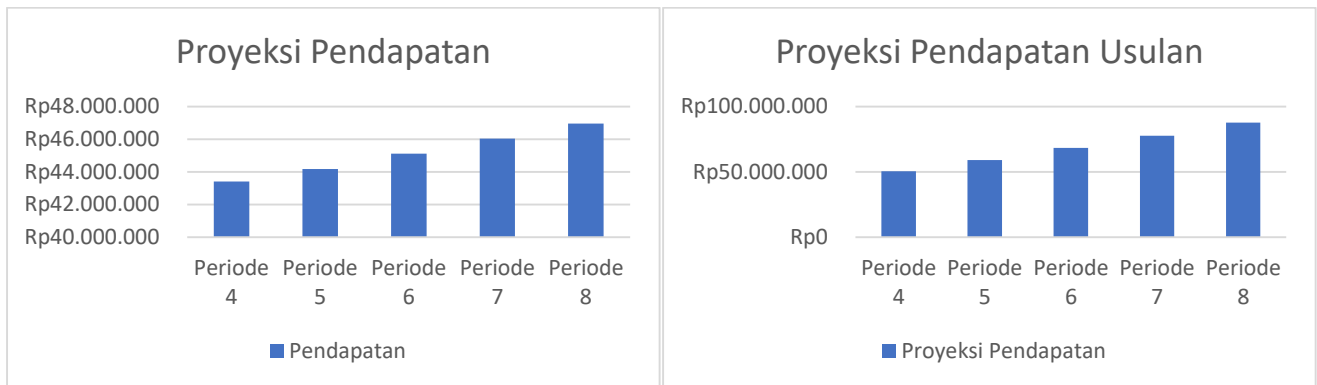 Proyeksi Pendapatan
Rp48.000.000
Rp46.000.000
Rp44.000.000
Rp42.000.000
Rp40.000.000
Periode Periode Periode Periode Periode
4 5 6 7 8
Pendapatan
Proyeksi Pendapatan Usulan
Rp100.000.000
Rp50.000.000
Rp0
Periode Periode Periode Periode Periode
4 5 6 7 8
Proyeksi Pendapatan